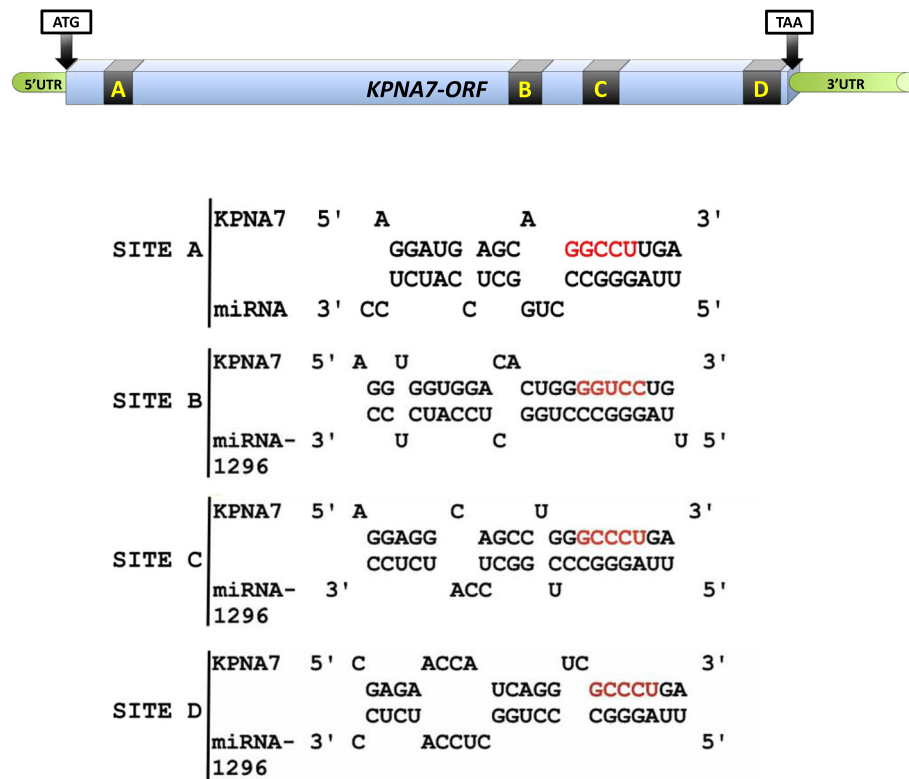 ATG TAA
5'UTR A KPNA7-ORF B C D 3'UTR
KPNA7 5' A A 3'
SITE A GGAUG AGC GGCCUUGA
UCUAC UCG CCGGGAUU
miRNA 3' CC C GUC 5'
KPNA7 5' A U CA 3'
SITE B GG GGUGGA CUGGGGUCCUG
CC CUACCU GGUCCCGGGAU
miRNA- 3' U C U 5'
1296
KPNA7 5' A C U 3'
SITE C GGAGG AGCC GGGCCCUGA
CCUCU UCGG CCCGGGAUU
miRNA- 3' ACC U 5'
1296
KPNA7 5' C ACCA UC 3'
SITE D GAGA UCAGG GCCCUGA
CUCU GGUCC CGGGAUU
miRNA- 3' C ACCUC 5'
1296